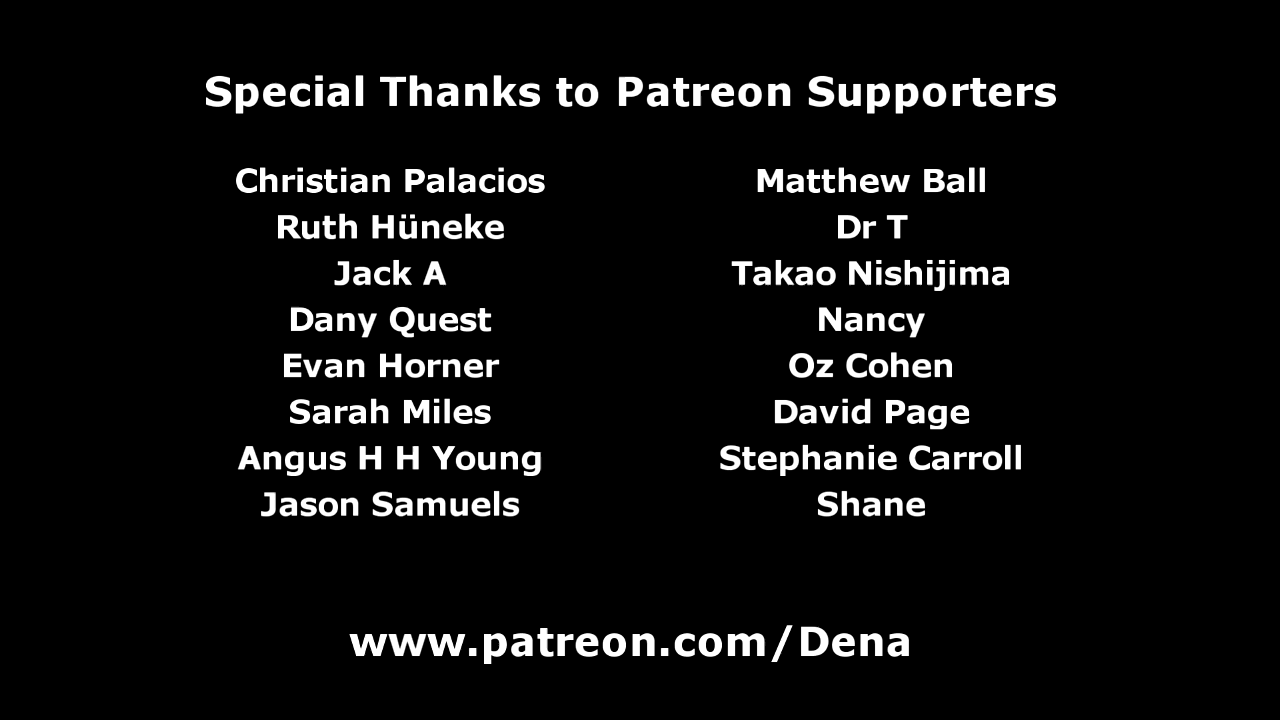 Special Thanks to Patreon Supporters
Christian Palacios
Ruth Hüneke
Jack A
Dany Quest
Evan Horner
Sarah Miles
Angus H H Young
Jason Samuels
Matthew Ball
Dr T
Takao Nishijima
Nancy
Oz Cohen
David Page
Stephanie Carroll
Shane
www.patreon.com/Dena